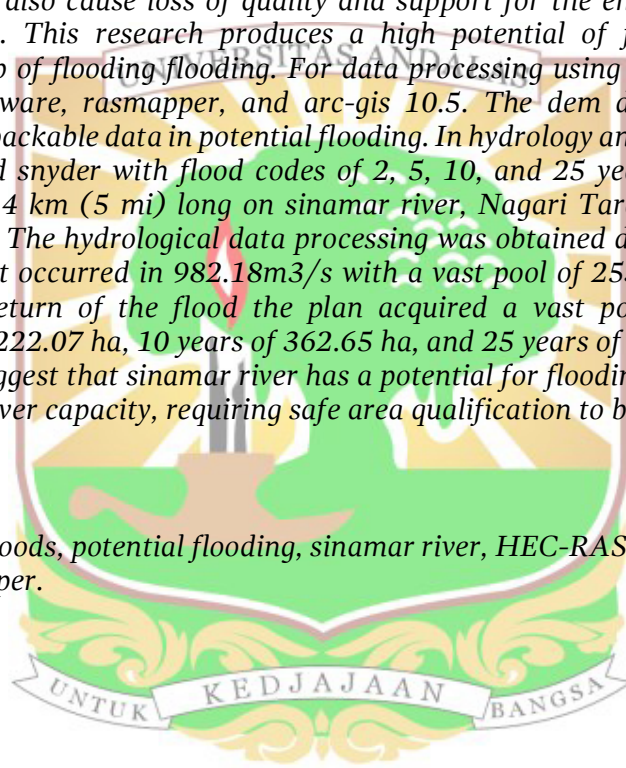 also cause loss of quality and support for the en
. This research produces a high potential of f
p of flooding flooding. For data processing using
ware, rasmapper, and arc-gis 10.5. The dem a
backable data in potential flooding. In hydrology an
d snyder with flood codes of 2, 5, 10, and 25 ye
4 km (5 mi) long on sinamar river, Nagari Tar
The hydrological data processing was obtained d
t occurred in 982.18m3/s with a vast pool of 25
eturn of the flood the plan acquired a vast po
222.07 ha, 10 years of 362.65 ha, and 25 years of
ggest that sinamar river has a potential for floodin
ver capacity, requiring safe area qualification to b
oods, potential flooding, sinamar river, HEC-RAS
per.
UNIVERSITAS ANDALAS
UNTUK KEDJAJAAN BANGSA